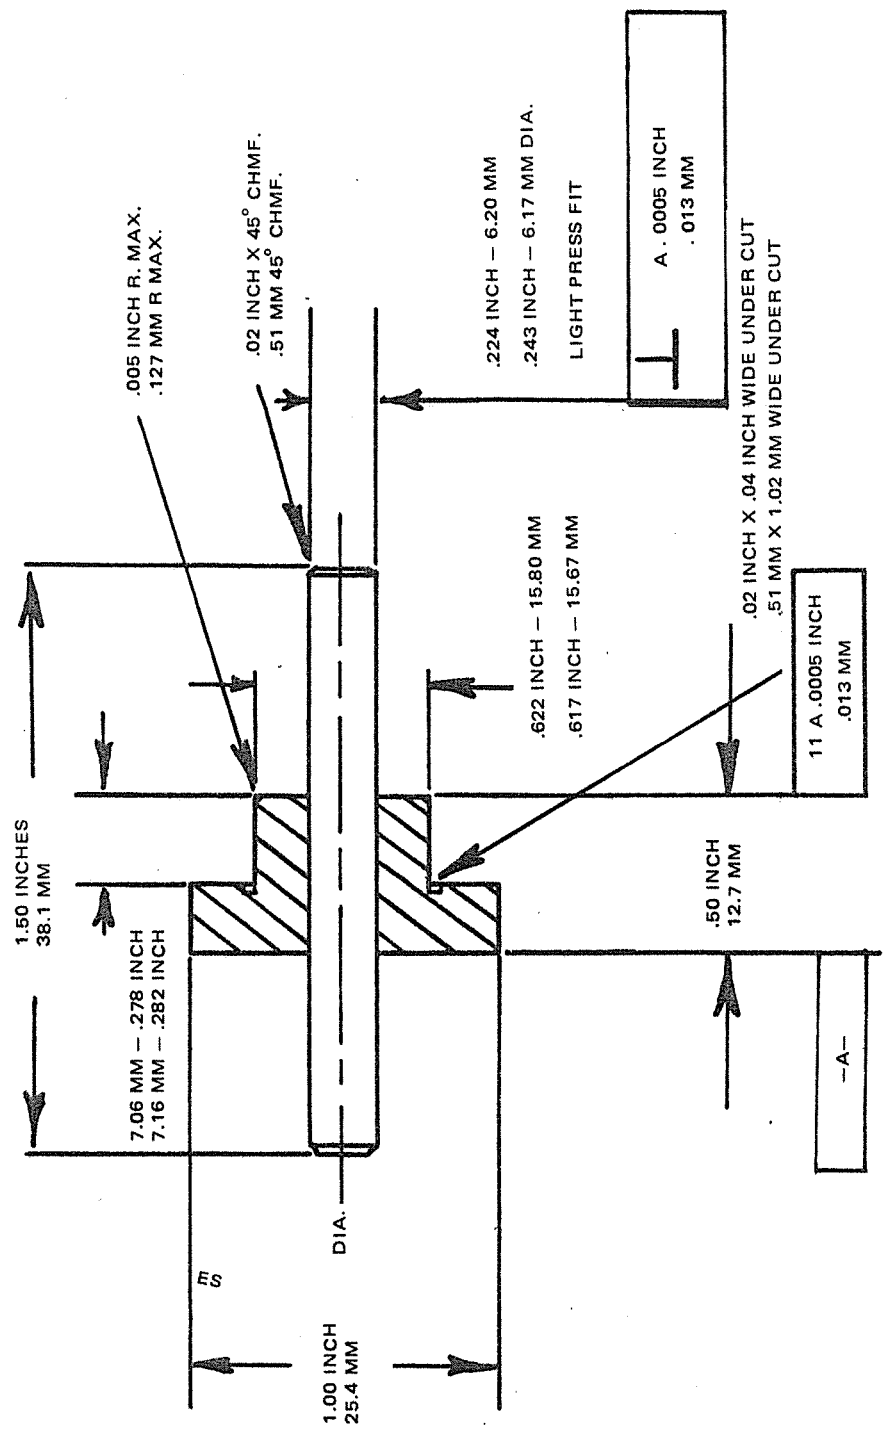 1.50 INCHES
38.1 MM
.005 INCH R. MAX.
.127 MM R MAX.
.02 INCH X 45° CHMF.
.51 MM 45° CHMF.
7.06 MM – .278 INCH
7.16 MM – .282 INCH
ES
DIA.
1.00 INCH
25.4 MM
.224 INCH – 6.20 MM
.243 INCH – 6.17 MM DIA.
LIGHT PRESS FIT
⊥ A . 0005 INCH
.013 MM
.622 INCH – 15.80 MM
.617 INCH – 15.67 MM
.02 INCH X .04 INCH WIDE UNDER CUT
.51 MM X 1.02 MM WIDE UNDER CUT
11 A .0005 INCH
.013 MM
.50 INCH
12.7 MM
–A–